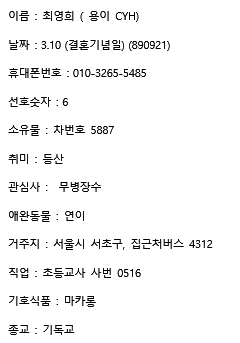 이름 : 최영희 ( 용이 CYH)
날짜 : 3.10 (결혼기념일) (890921)
휴대폰번호 : 010-3265-5485
선호숫자 : 6
소유물 : 차번호 5887
취미 : 등산
관심사 : 무병장수
애완동물 : 연이
거주지 : 서울시 서초구, 집근처버스 4312
직업 : 초등교사 사번 0516
기호식품 : 마카롱
종교 : 기독교